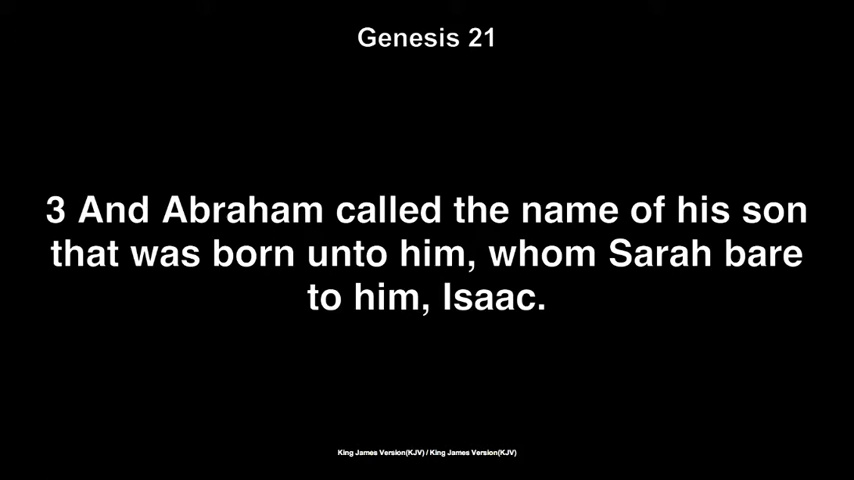 Genesis 21
3 And Abraham called the name of his son
that was born unto him, whom Sarah bare
to him, Isaac.
King James Version(KJV) / King James Version(KJV)